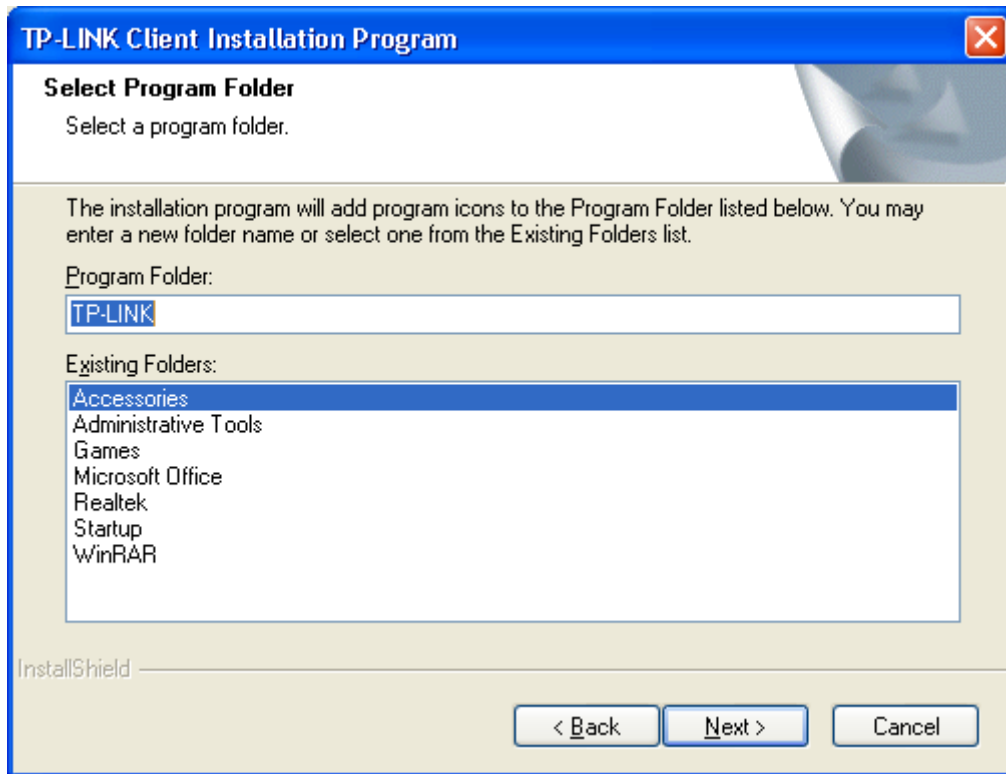 TP-LINK Client Installation Program
Select Program Folder
Select a program folder.
The installation program will add program icons to the Program Folder listed below. You may
enter a new folder name or select one from the Existing Folders list.
Program Folder:
TP-LINK
Existing Folders:
Accessories
Administrative Tools
Games
Microsoft Office
Realtek
Startup
WinRAR
InstallShield
< Back Next > Cancel